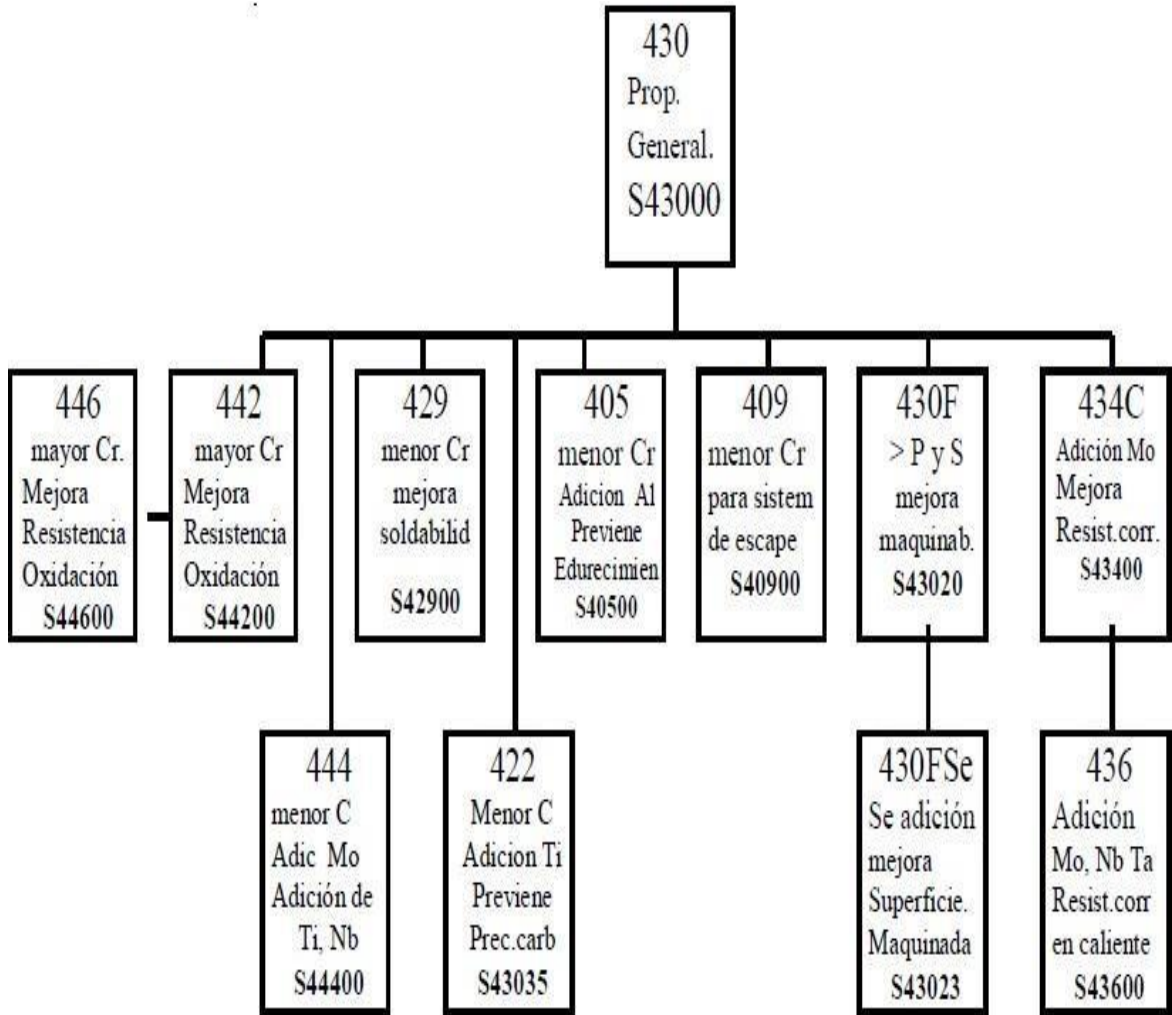 430
Prop.
General.
S43000
446
mayor Cr.
Mejora
Resistencia
Oxidación
S44600
442
mayor Cr
Mejora
Resistencia
Oxidación
S44200
429
menor Cr
mejora
soldabilid
S42900
405
menor Cr
Adicion Al
Previene
Edurecimien
S40500
409
menor Cr
para sistem
de escape
S40900
430F
> P y S
mejora
maquinab.
S43020
434C
Adición Mo
Mejora
Resist.corr.
S43400
444
menor C
Adic Mo
Adición de
Ti, Nb
S44400
422
Menor C
Adicion Ti
Previene
Prec.carb
S43035
430FSe
Se adición
mejora
Superficie.
Maquinada
S43023
436
Adición
Mo, Nb Ta
Resist.corr
en caliente
S43600